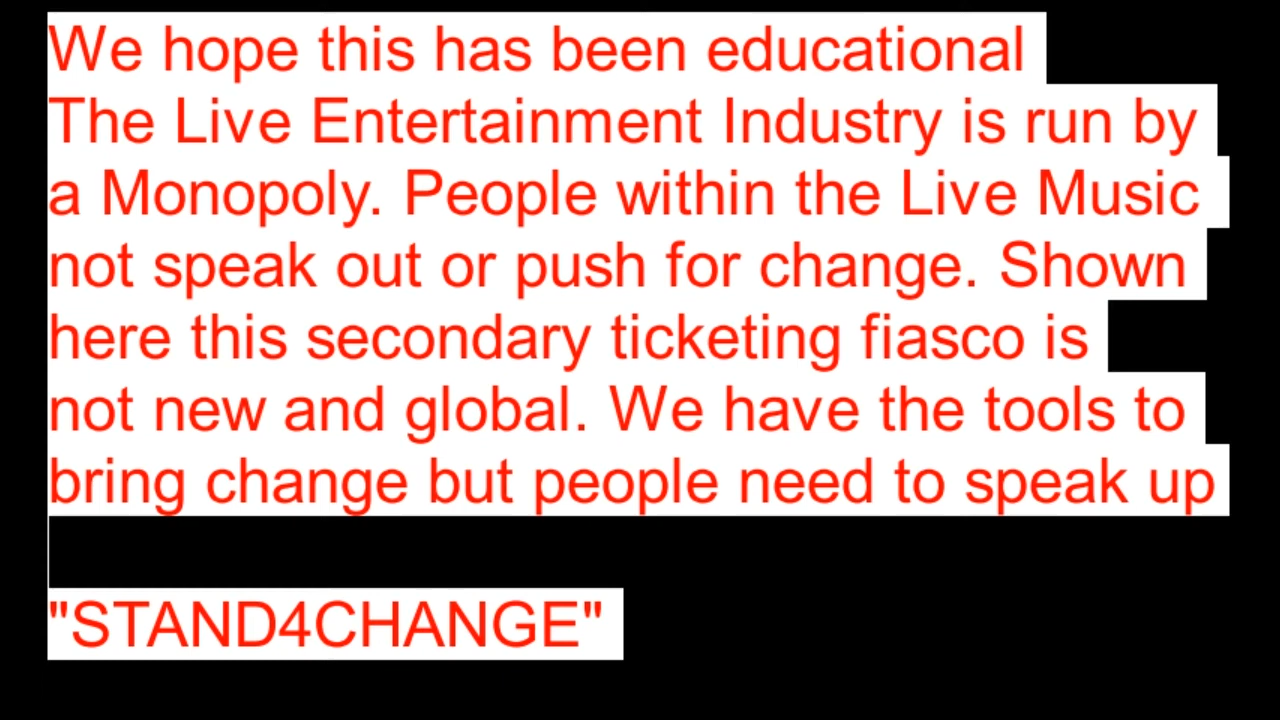 We hope this has been educational
The Live Entertainment Industry is run by
a Monopoly. People within the Live Music
not speak out or push for change. Shown
here this secondary ticketing fiasco is
not new and global. We have the tools to
bring change but people need to speak up
"STAND4CHANGE"